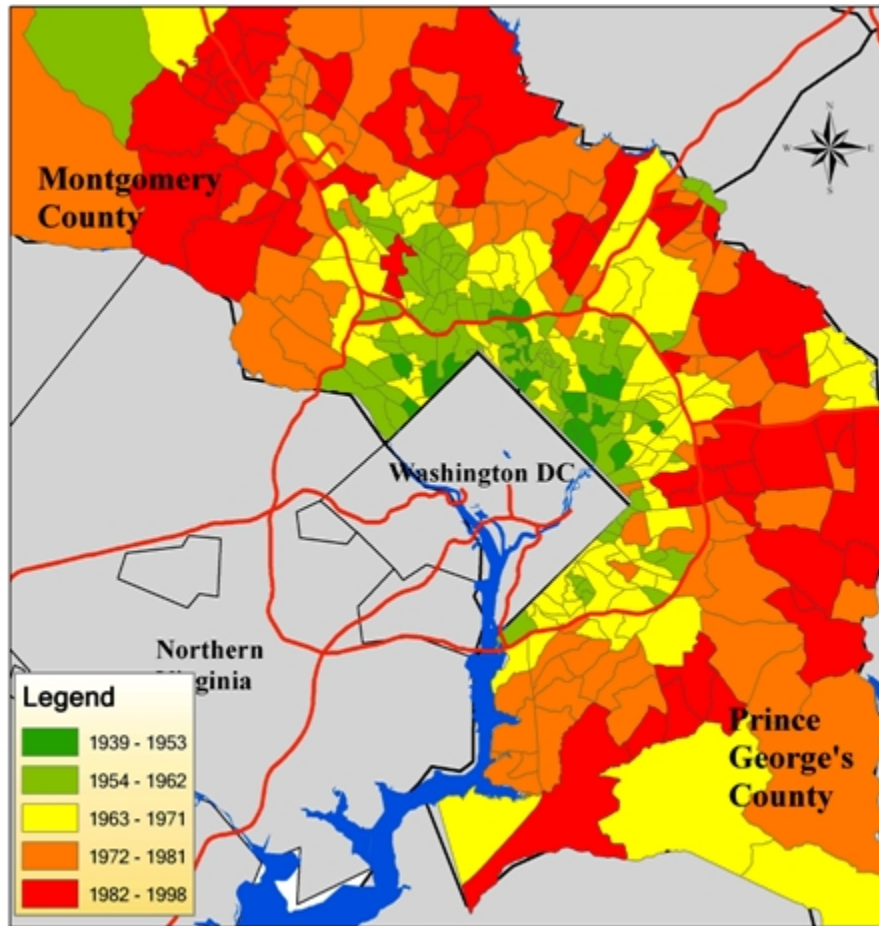 N
W E
S
Montgomery
County
Washington DC
Northern
Virginia
Prince
George's
County
Legend
1939 - 1953
1954 - 1962
1963 - 1971
1972 - 1981
1982 - 1998